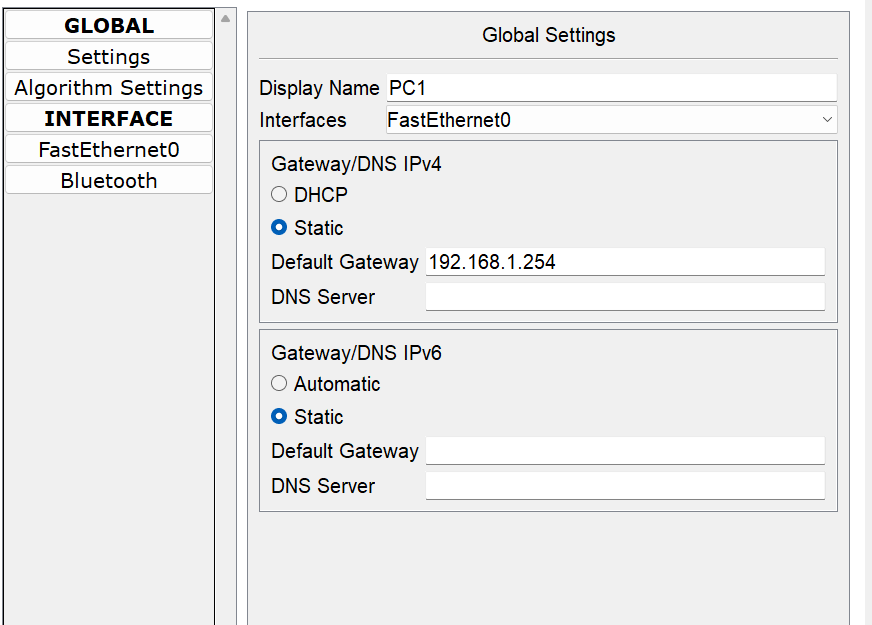 GLOBAL
Settings
Algorithm Settings
INTERFACE
FastEthernet0
Bluetooth
Global Settings
Display Name PC1
Interfaces FastEthernet0
Gateway/DNS IPv4
DHCP
Static
Default Gateway 192.168.1.254
DNS Server
Gateway/DNS IPv6
Automatic
Static
Default Gateway
DNS Server